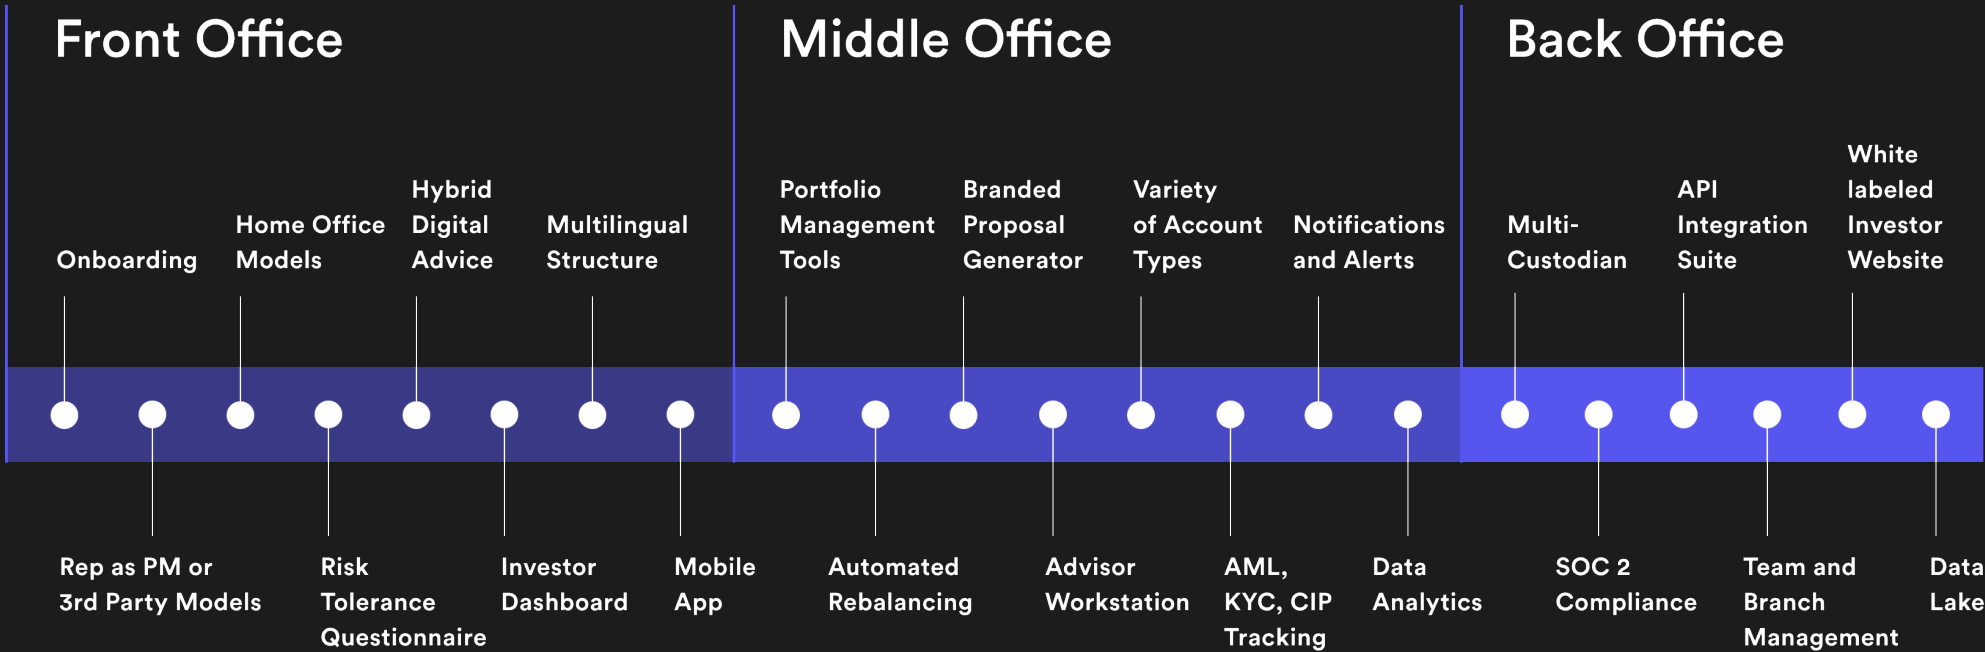 Front Office
Middle Office
Back Office
Onboarding
Home Office
Models
Hybrid
Digital
Advice
Multilingual
Structure
Portfolio
Management
Tools
Branded
Proposal
Generator
Variety
of Account
Types
Notifications
and Alerts
Multi-
Custodian
API
Integration
Suite
White
labeled
Investor
Website
Rep as PM or
3rd Party Models
Risk
Tolerance
Questionnaire
Investor
Dashboard
Mobile
App
Automated
Rebalancing
Advisor
Workstation
AML,
KYC, CIP
Tracking
Data
Analytics
SOC 2
Compliance
Team and
Branch
Management
Data
Lake